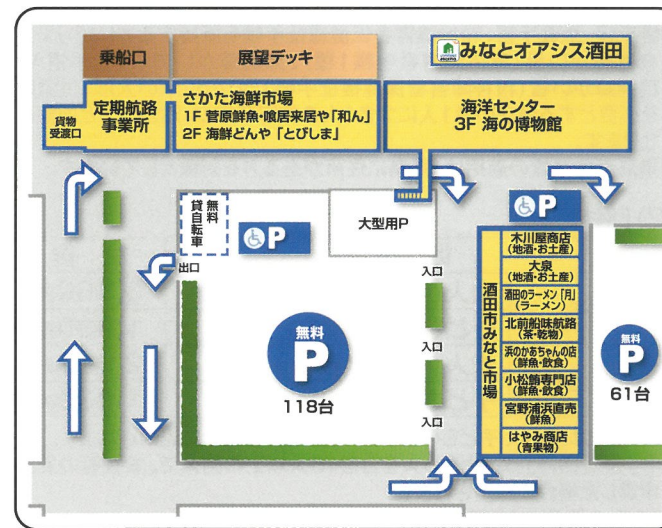 乗船口
展望デッキ
みなとオアシス酒田
貨物
受渡口
定期航路
事業所
さかた海鮮市場
1F 菅原鮮魚・喰居来居や「和ん」
2F 海鮮どんや「とびしま」
海洋センター
3F 海の博物館
無料
貸自転車
P
大型用P
P
出口
入口
入口
入口
無料
P
118台
酒田市みなと市場
木川屋商店
(地酒・お土産)
大泉
(地酒・お土産)
酒田のラーメン「月」
(ラーメン)
北前船味航路
(茶・乾物)
浜のかあちゃんの店
(鮮魚・飲食)
小松鮪専門店
(鮮魚・飲食)
宮野浦浜直売
(鮮魚)
はやみ商店
(青果物)
無料
P
61台